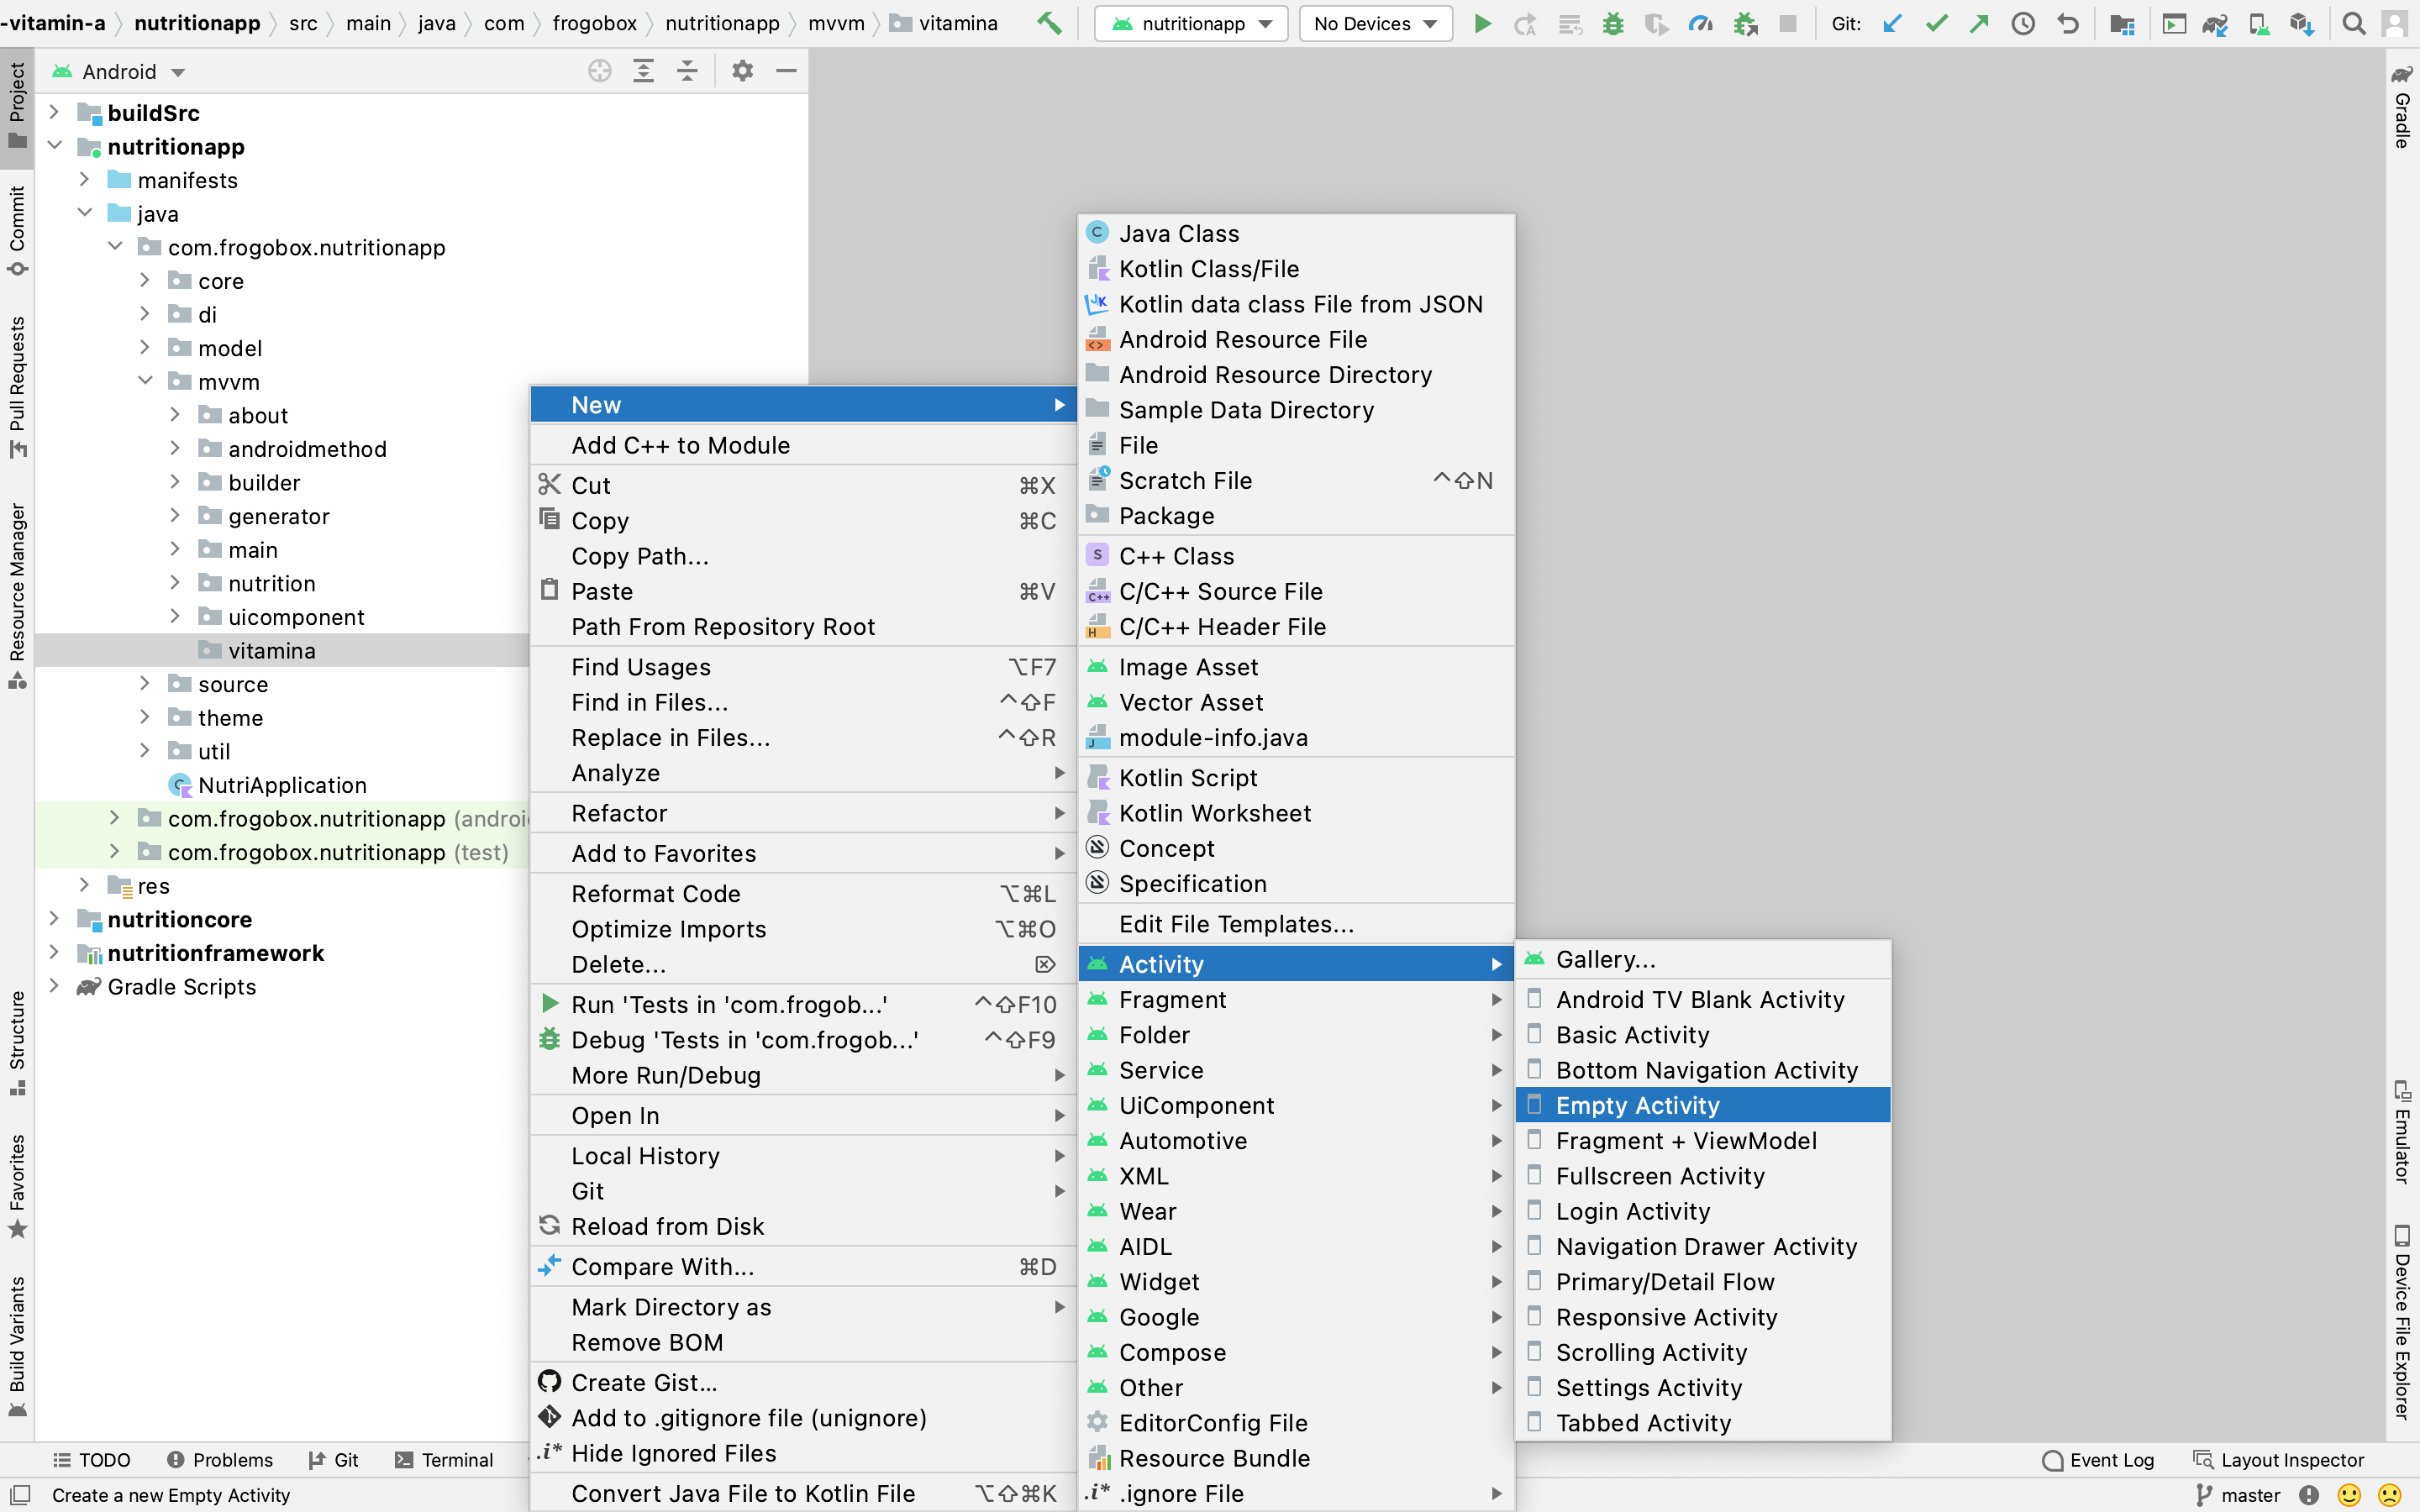 -vitamin-a nutritionapp src main java com frogobox nutritionapp mvvm vitamina nutritionapp No Devices Git:
Project
Commit
Pull Requests
Resource Manager
Structure
Favorites
Build Variants
Android
buildSrc
nutritionapp
manifests
java
com.frogobox.nutritionapp
core
di
model
mvvm
about
androidmethod
builder
generator
main
nutrition
uicomponent
vitamina
source
theme
util
NutriApplication
com.frogobox.nutritionapp
com.frogobox.nutritionapp (test)
res
nutritioncore
nutritionframework
Gradle Scripts
New
Add C++ to Module
Cut ⌘X
Copy ⌘C
Copy Path...
Paste ⌘V
Path From Repository Root
Find Usages ⌥F7
Find in Files... ^⇧F
Replace in Files... ^⇧R
Analyze
Refactor
Add to Favorites
Reformat Code ⌥⌘L
Optimize Imports ⌥⌘O
Delete... ⌦
Run 'Tests in 'com.frogob...' ^⇧F10
Debug 'Tests in 'com.frogob...' ^⇧F9
More Run/Debug
Open In
Local History
Git
Reload from Disk
Compare With... ⌘D
Mark Directory as
Remove BOM
Create Gist...
Add to .gitignore file (unignore)
Hide Ignored Files
Convert Java File to Kotlin File ⌥⇧⌘K
Java Class
Kotlin Class/File
Kotlin data class File from JSON
Android Resource File
Android Resource Directory
Sample Data Directory
File
Scratch File ^⇧N
Package
C++ Class
C/C++ Source File
C/C++ Header File
Image Asset
Vector Asset
module-info.java
Kotlin Script
Kotlin Worksheet
Concept
Specification
Edit File Templates...
Activity
Fragment
Folder
Service
UiComponent
Automotive
XML
Wear
AIDL
Widget
Google
Compose
Other
EditorConfig File
Resource Bundle
.ignore File
Gallery...
Android TV Blank Activity
Basic Activity
Bottom Navigation Activity
Empty Activity
Fragment + ViewModel
Fullscreen Activity
Login Activity
Navigation Drawer Activity
Primary/Detail Flow
Responsive Activity
Scrolling Activity
Settings Activity
Tabbed Activity
Gradle
Emulator
Device File Explorer
TODO Problems Git Terminal Event Log Layout Inspector
Create a new Empty Activity master